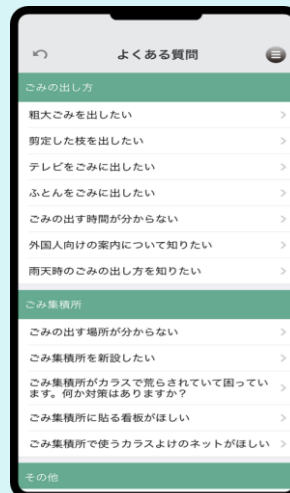 よくある質問
ごみの出し方
粗大ごみを出したい
剪定した枝を出したい
テレビをごみに出したい
ふとんをごみに出したい
ごみの出す時間が分からない
外国人向けの案内について知りたい
雨天時のごみの出し方を知りたい
ごみ集積所
ごみの出す場所が分からない
ごみ集積所を新設したい
ごみ集積所がカラスで荒らされていて困ってい
ます。何か対策はありますか？
ごみ集積所に貼る看板がほしい
ごみ集積所で使うカラスよけのネットがほしい
その他